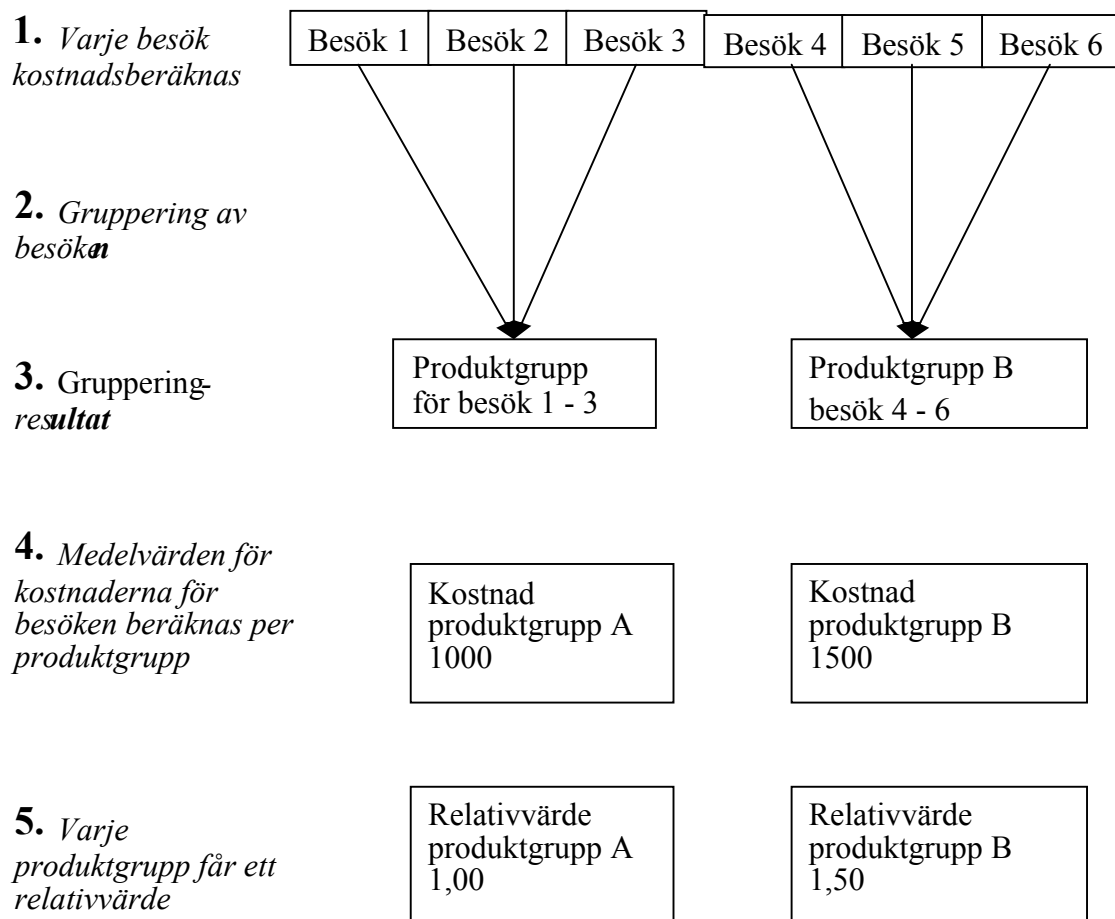 1. Varje besök
kostnadsberäknas
Besök 1 Besök 2 Besök 3 Besök 4 Besök 5 Besök 6
2. Gruppering av
besöken
3. Gruppering-
resultat
Produktgrupp
för besök 1 - 3
Produktgrupp B
besök 4 - 6
4. Medelvärden för
kostnaderna för
besöken beräknas per
produktgrupp
Kostnad
produktgrupp A
1000
Kostnad
produktgrupp B
1500
5. Varje
produktgrupp får ett
relativvärde
Relativvärde
produktgrupp A
1,00
Relativvärde
produktgrupp B
1,50